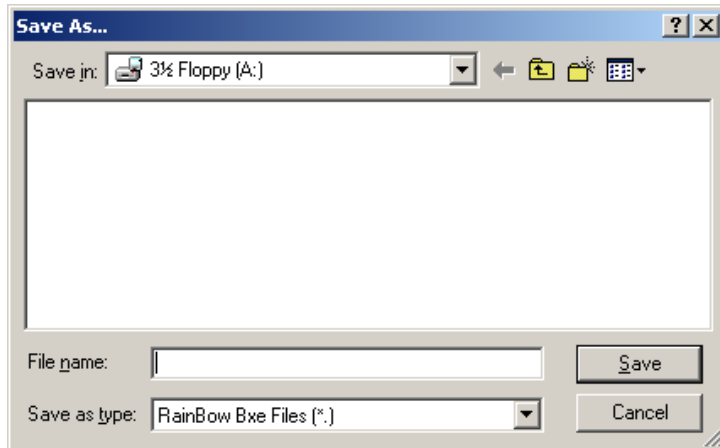 Save As...
Save in: 3½ Floppy (A:)
File name:
Save
Save as type: RainBow Bxe Files (*.)
Cancel